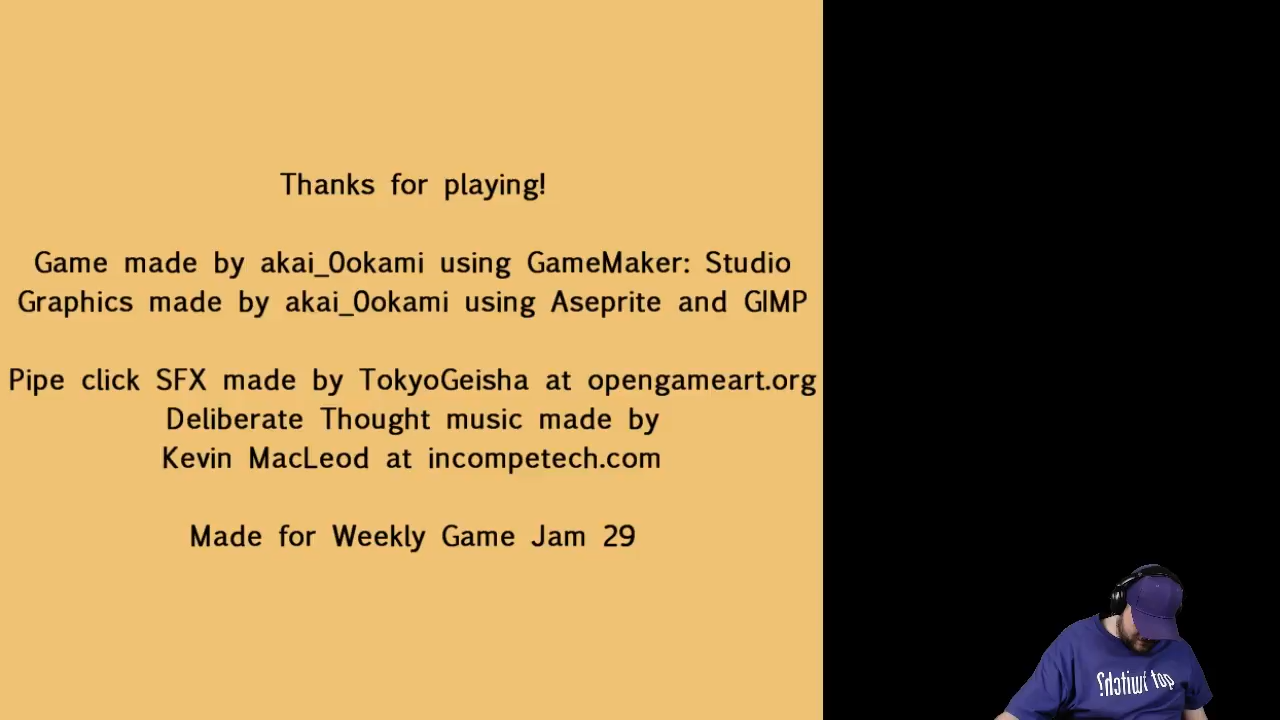 Thanks for playing!
Game made by akai_0okami using GameMaker: Studio
Graphics made by akai_0okami using Aseprite and GIMP
Pipe click SFX made by TokyoGeisha at opengameart.org
Deliberate Thought music made by
Kevin MacLeod at incompetech.com
Made for Weekly Game Jam 29
got twitch?